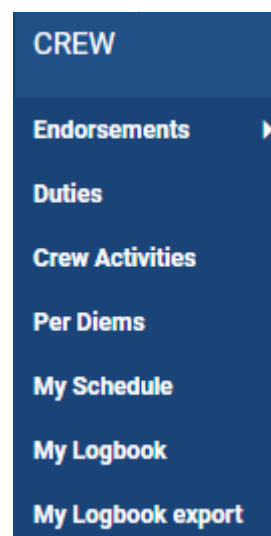 CREW
Endorsements
Duties
Crew Activities
Per Diems
My Schedule
My Logbook
My Logbook export